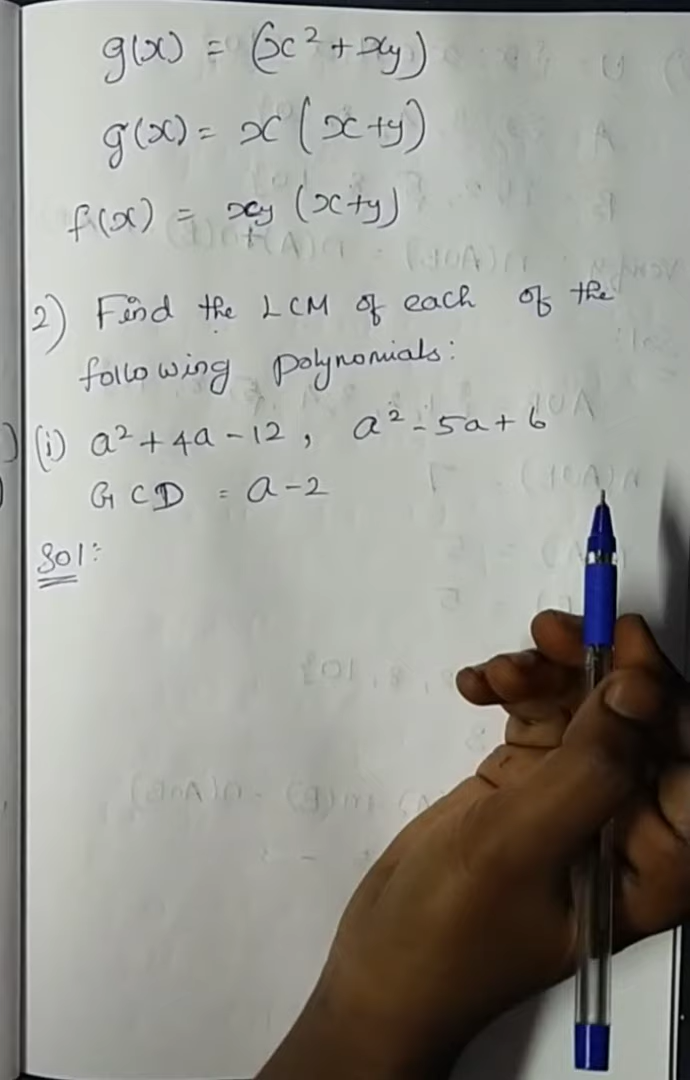 g(x) = (x² + xy)
g(x) = x (x+y)
f(x) = xy (x+y)
2) Find the LCM of each of the
following polynomials:
(i) a² + 4a - 12, a² - 5a + 6
GCD = a - 2
Sol: